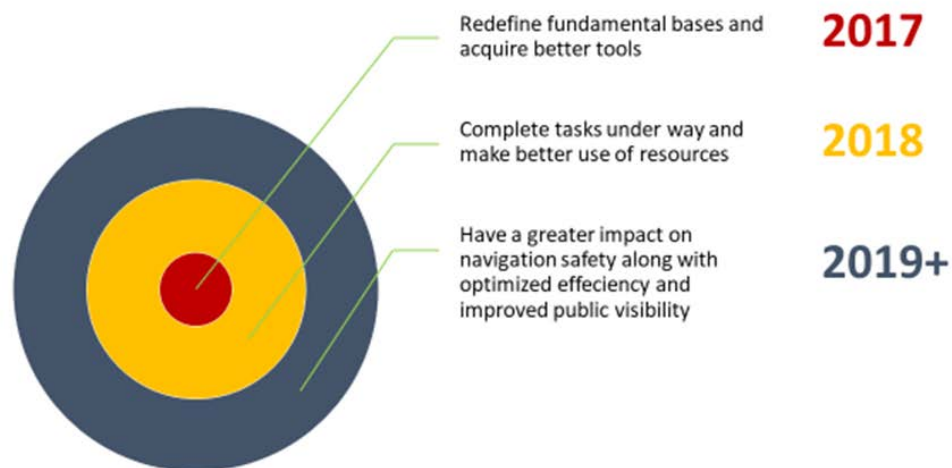 Redefine fundamental bases and
acquire better tools
2017
Complete tasks under way and
make better use of resources
2018
Have a greater impact on
navigation safety along with
optimized effeciency and
improved public visibility
2019+